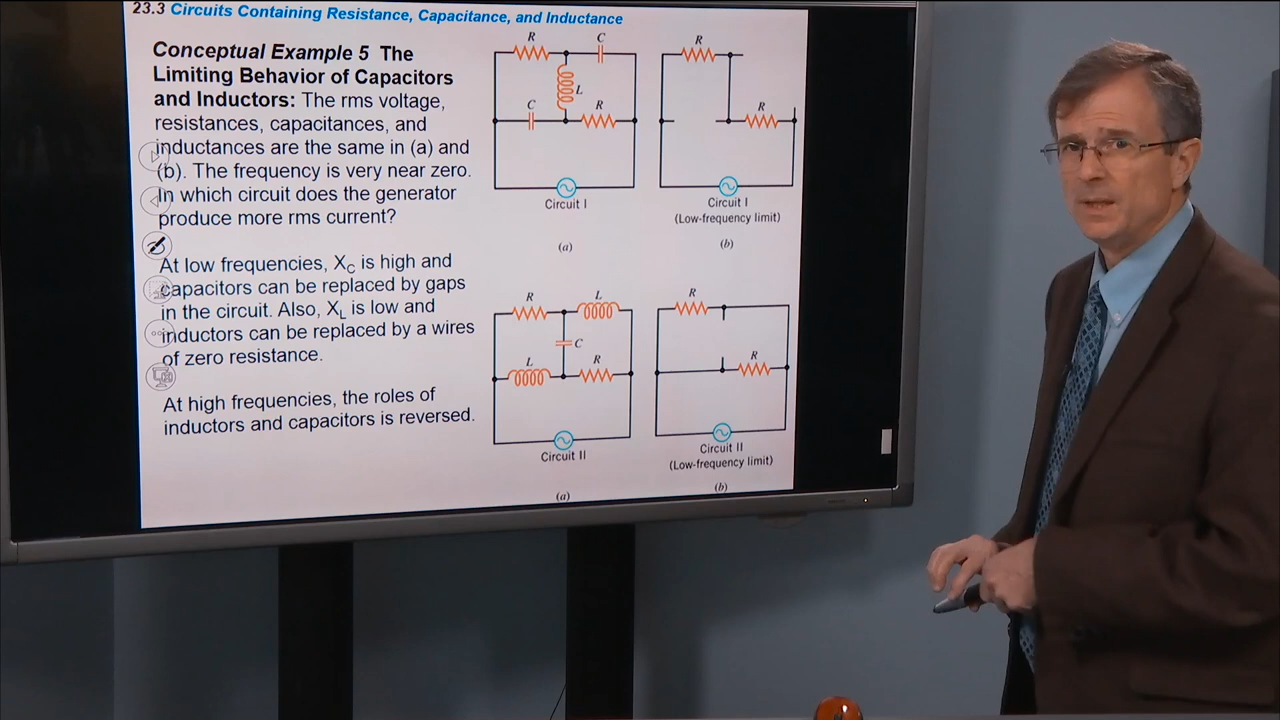 23.3 Circuits Containing Resistance, Capacitance, and Inductance
Conceptual Example 5 The
Limiting Behavior of Capacitors
and Inductors: The rms voltage,
resistances, capacitances, and
inductances are the same in (a) and
(b). The frequency is very near zero.
In which circuit does the generator
produce more rms current?
At low frequencies, XC is high and
capacitors can be replaced by gaps
in the circuit. Also, XL is low and
inductors can be replaced by a wires
of zero resistance.
At high frequencies, the roles of
inductors and capacitors is reversed.
R
C
L
C
R
Circuit I
(a)
R
R
Circuit I
(Low-frequency limit)
(b)
R
L
C
L
R
Circuit II
(a)
R
R
Circuit II
(Low-frequency limit)
(b)